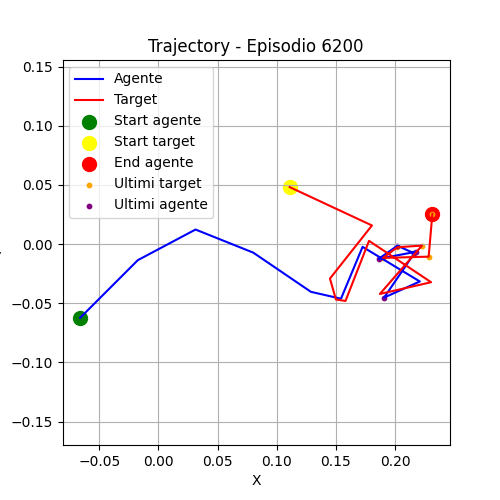 Trajectory - Episodio 6200
Agente
Target
Start agente
Start target
End agente
Ultimi target
Ultimi agente
0.15
0.10
0.05
0.00
−0.05
−0.10
−0.15
−0.05
0.00
0.05
0.10
0.15
0.20
X